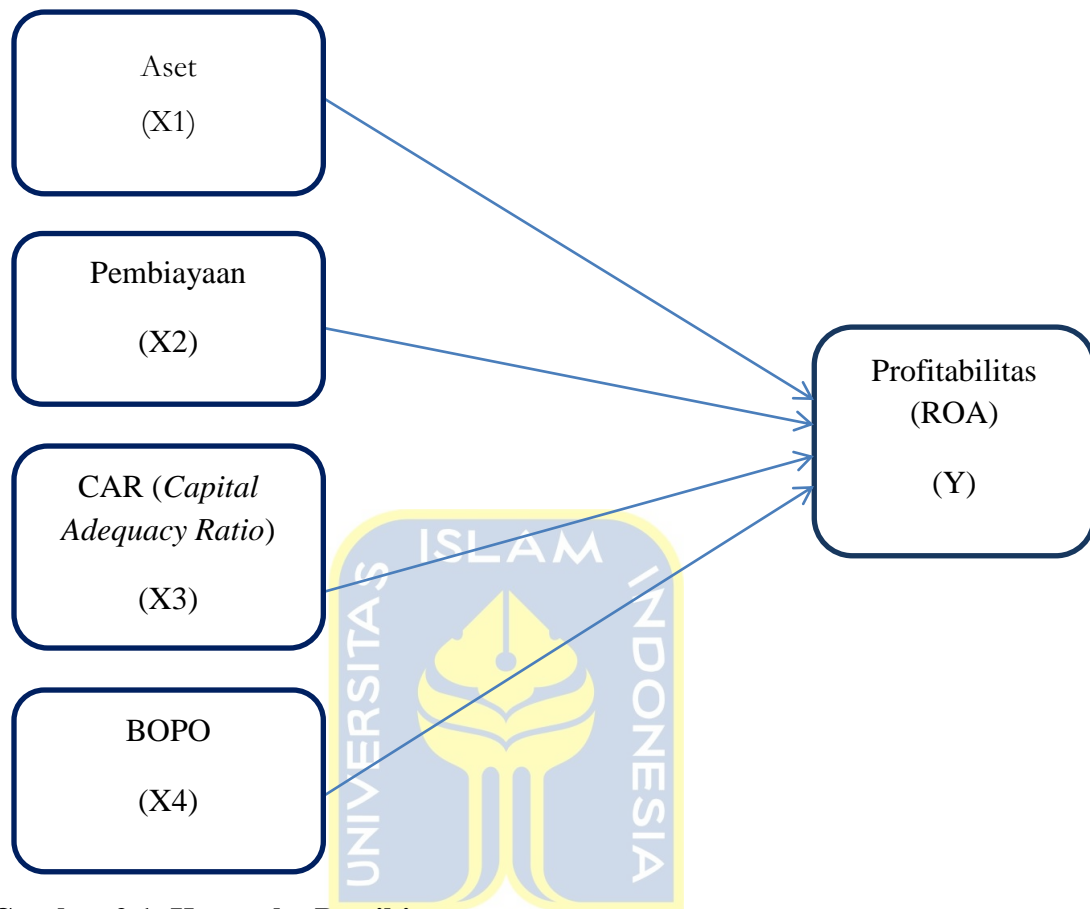 Aset
(X1)
Pembiayaan
(X2)
CAR (Capital
Adequacy Ratio)
(X3)
BOPO
(X4)
Profitabilitas
(ROA)
(Y)
UNIVERSITAS
ISLAM
INDONESIA